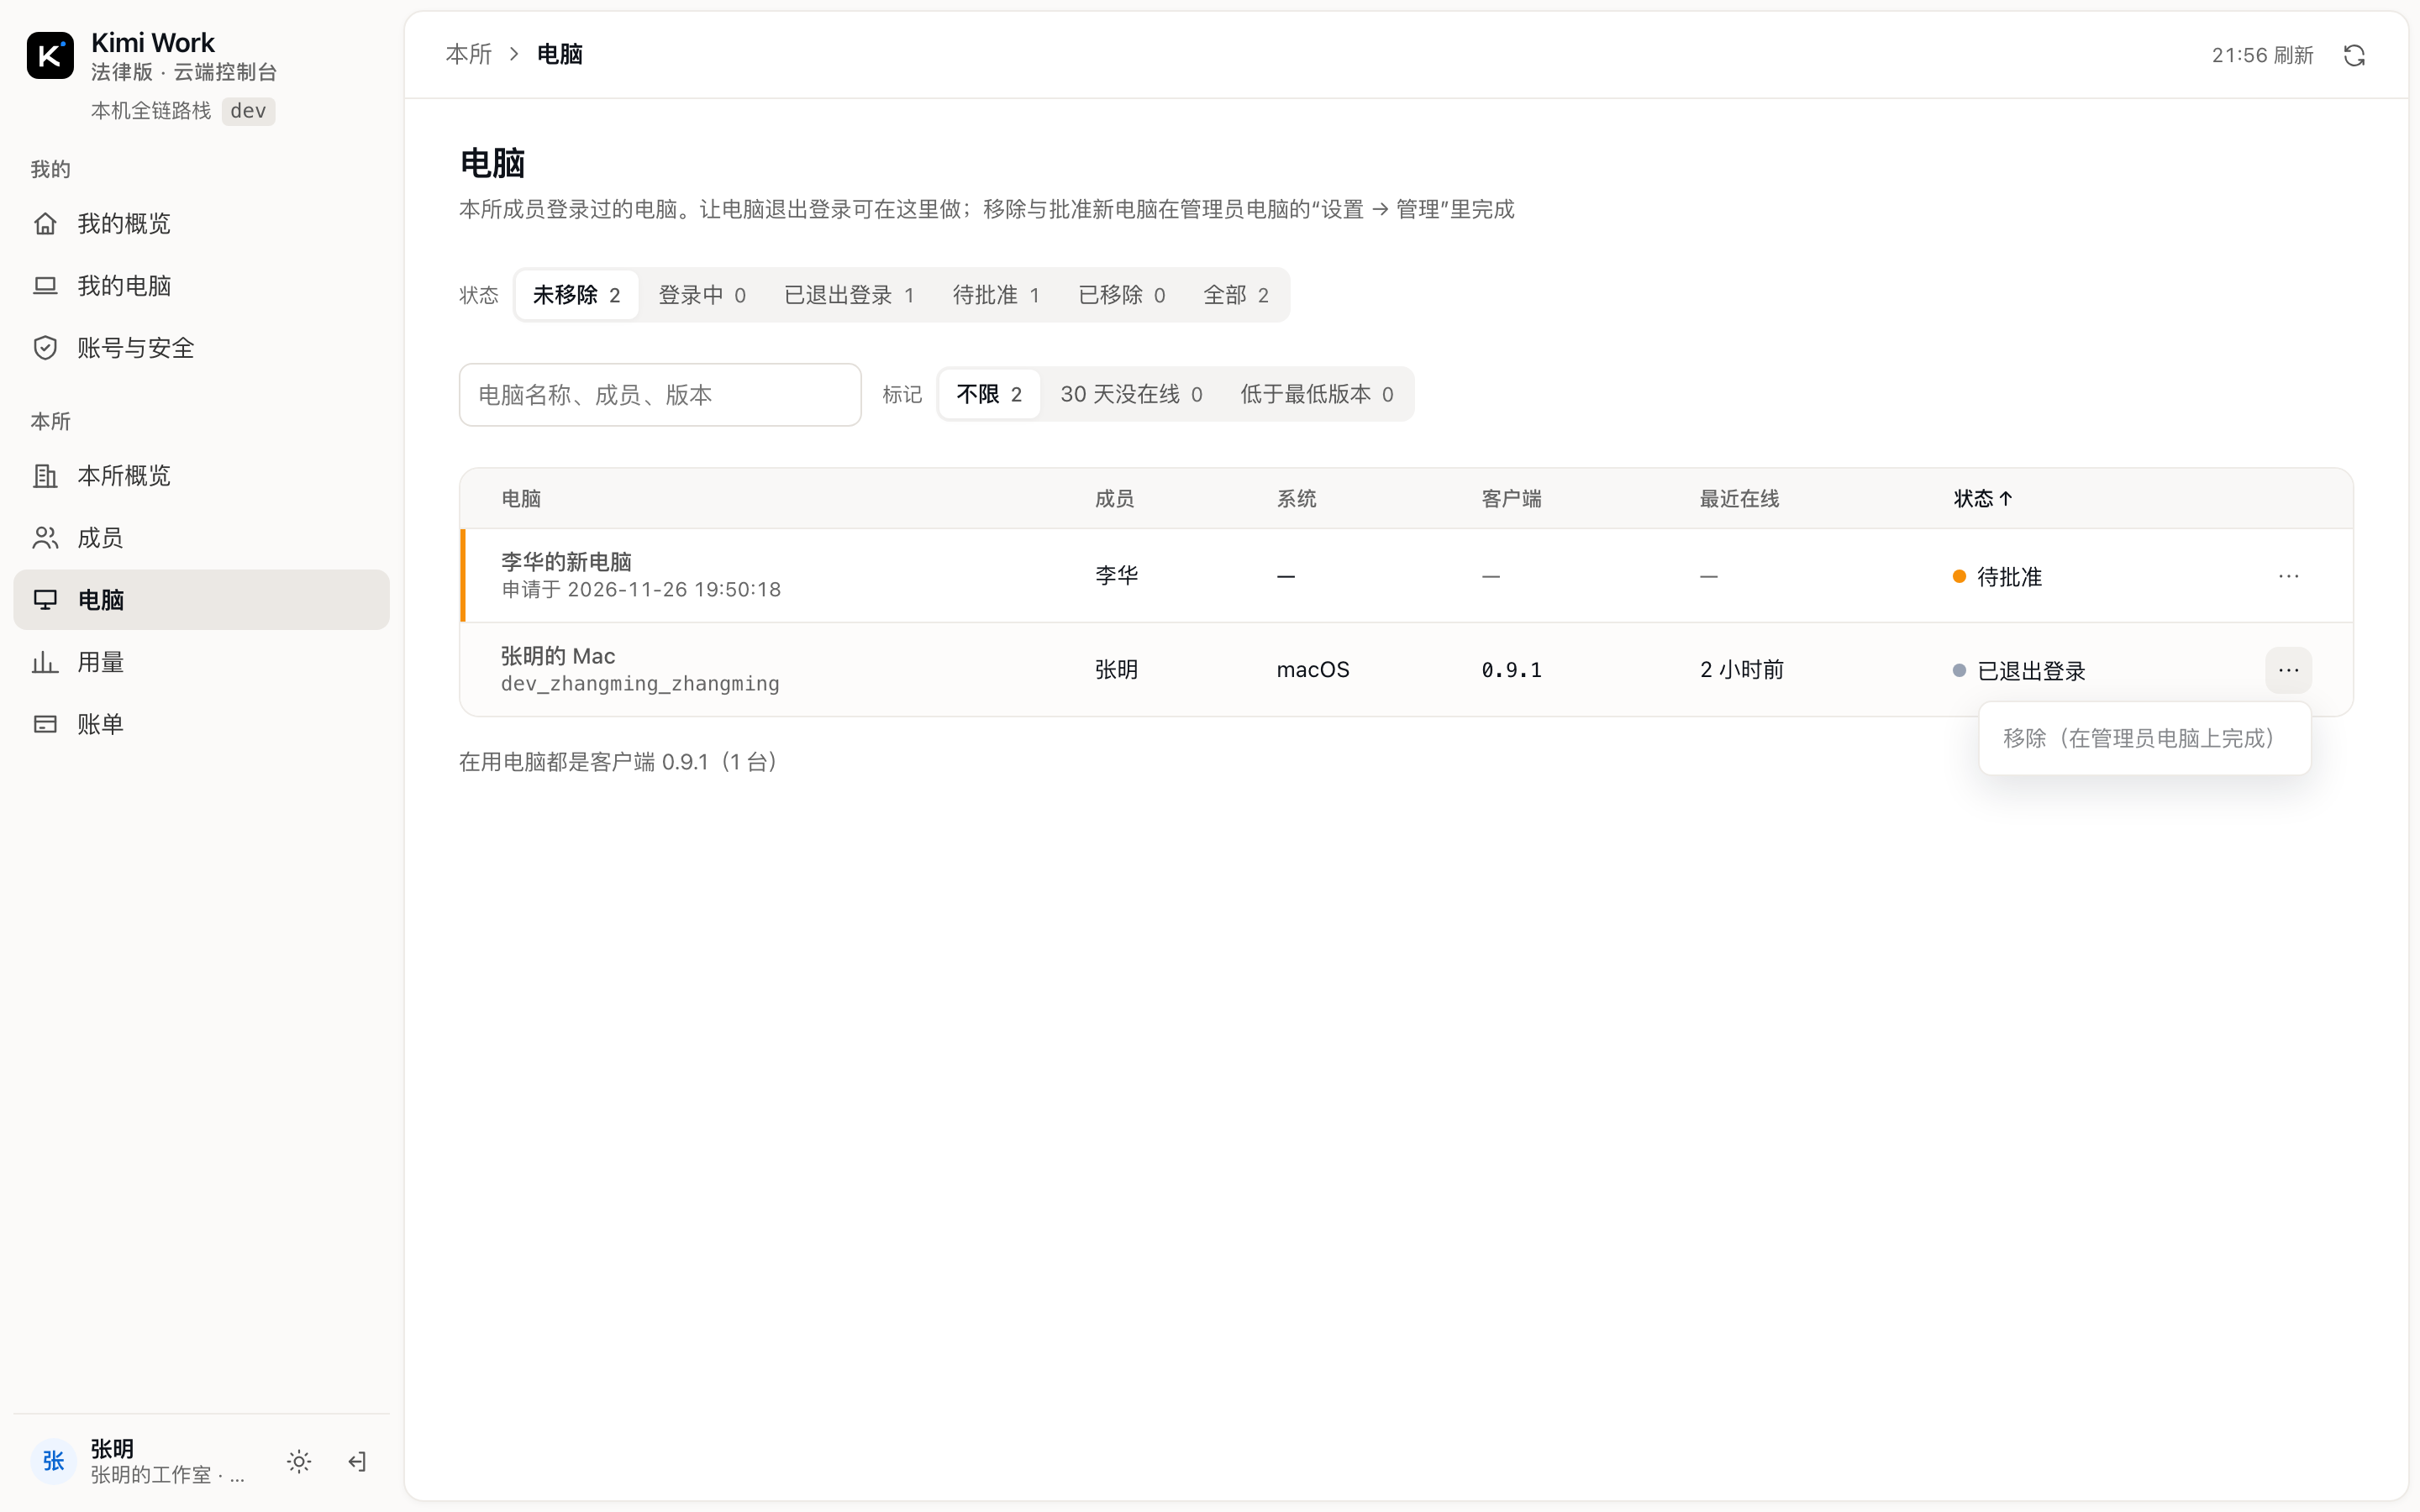 Kimi Work
法律版 · 云端控制台
本机全链路栈 dev
我的
我的概览
我的电脑
账号与安全
本所
本所概览
成员
电脑
用量
账单
张
张明
张明的工作室 · ...
本所 > 电脑
21:56 刷新
电脑
本所成员登录过的电脑。让电脑退出登录可在这里做；移除与批准新电脑在管理员电脑的“设置 → 管理”里完成
状态 未移除 2 登录中 0 已退出登录 1 待批准 1 已移除 0 全部 2
电脑名称、成员、版本 标记 不限 2 30 天没在线 0 低于最低版本 0
电脑 成员 系统 客户端 最近在线 状态 ↑
李华的新电脑
申请于 2026-11-26 19:50:18
李华 — — — 待批准 ...
张明的 Mac
dev_zhangming_zhangming
张明 macOS 0.9.1 2 小时前 已退出登录 ...
移除（在管理员电脑上完成）
在用电脑都是客户端 0.9.1（1 台）